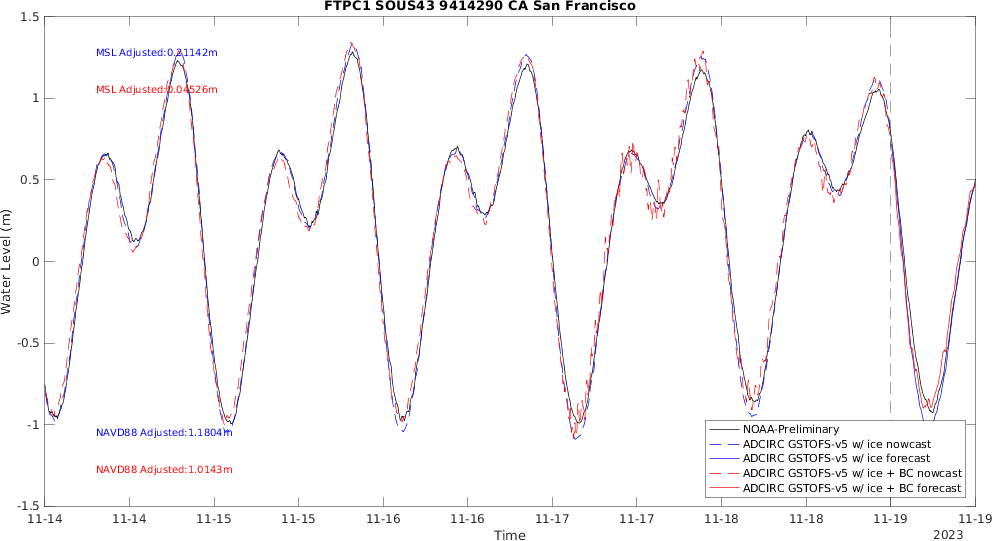 FTPC1 SOUS43 9414290 CA San Francisco
1.5
MSL Adjusted:0.21142m
MSL Adjusted:0.04526m
1
0.5
0
-0.5
-1
-1.5
Water Level (m)
NAVD88 Adjusted:1.1804m
NAVD88 Adjusted:1.0143m
NOAA-Preliminary
ADCIRC GSTOFS-v5 w/ ice nowcast
ADCIRC GSTOFS-v5 w/ ice forecast
ADCIRC GSTOFS-v5 w/ ice + BC nowcast
ADCIRC GSTOFS-v5 w/ ice + BC forecast
11-14 11-14 11-15 11-15 11-16 11-16 11-17 11-17 11-18 11-18 11-19 11-19
Time
2023